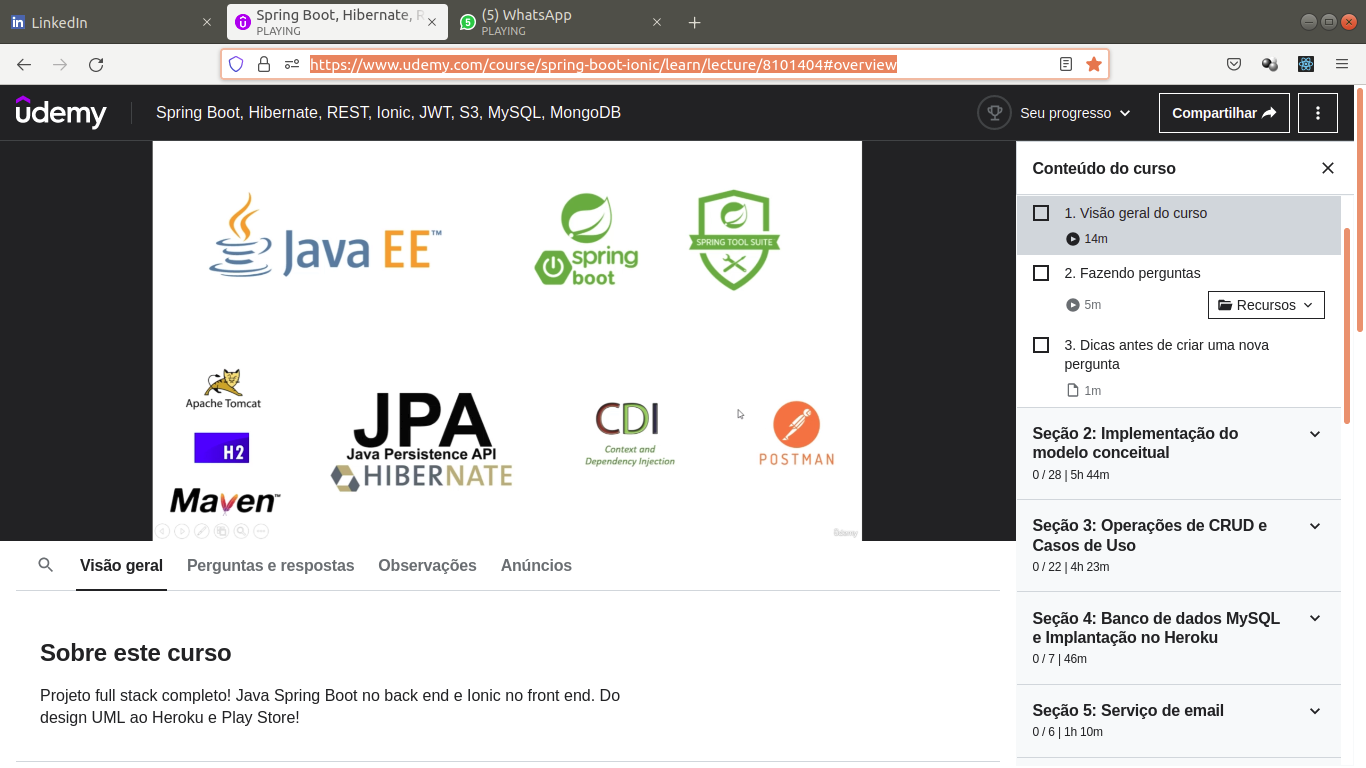 LinkedIn
Spring Boot, Hibernate, R
PLAYING
(5) WhatsApp
PLAYING
https://www.udemy.com/course/spring-boot-ionic/learn/lecture/8101404#overview
udemy
Spring Boot, Hibernate, REST, Ionic, JWT, S3, MySQL, MongoDB
Seu progresso
Compartilhar
Java EE™
spring
boot
SPRING TOOL SUITE
Apache Tomcat
H2
Maven™
JPA
Java Persistence API
HIBERNATE
CDI
Context and
Dependency Injection
POSTMAN
udemy
Conteúdo do curso
1. Visão geral do curso
14m
2. Fazendo perguntas
5m
Recursos
3. Dicas antes de criar uma nova
pergunta
1m
Seção 2: Implementação do
modelo conceitual
0 / 28 | 5h 44m
Seção 3: Operações de CRUD e
Casos de Uso
0 / 22 | 4h 23m
Seção 4: Banco de dados MySQL
e Implantação no Heroku
0 / 7 | 46m
Seção 5: Serviço de email
0 / 6 | 1h 10m
Visão geral
Perguntas e respostas
Observações
Anúncios
Sobre este curso
Projeto full stack completo! Java Spring Boot no back end e Ionic no front end. Do
design UML ao Heroku e Play Store!